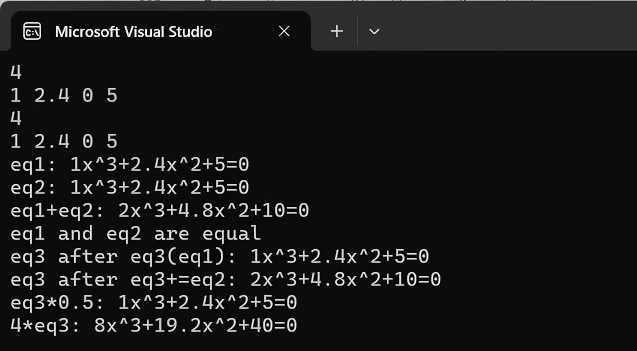 Microsoft Visual Studio
4
1 2.4 0 5
4
1 2.4 0 5
eq1: 1x^3+2.4x^2+5=0
eq2: 1x^3+2.4x^2+5=0
eq1+eq2: 2x^3+4.8x^2+10=0
eq1 and eq2 are equal
eq3 after eq3(eq1): 1x^3+2.4x^2+5=0
eq3 after eq3+=eq2: 2x^3+4.8x^2+10=0
eq3*0.5: 1x^3+2.4x^2+5=0
4*eq3: 8x^3+19.2x^2+40=0